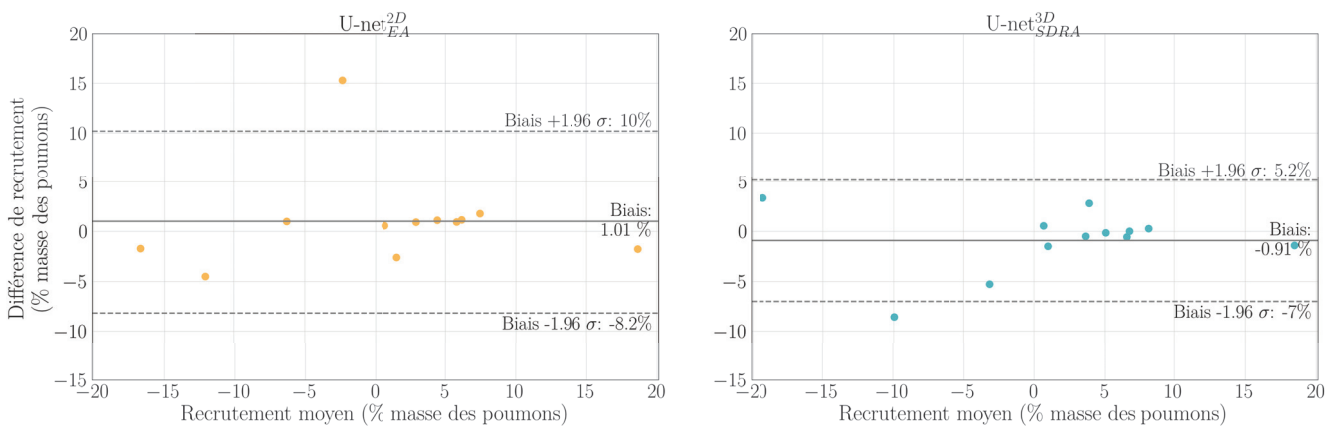 U-net^{2D}_{EA}
20
15
10
5
0
−5
−10
−15
Différence de recrutement
(% masse des poumons)
Biais +1.96 σ: 10%
Biais:
1.01 %
Biais -1.96 σ: -8.2%
−20 −15 −10 −5 0 5 10 15 20
Recrutement moyen (% masse des poumons)
U-net^{3D}_{SDRA}
20
15
10
5
0
−5
−10
−15
Biais +1.96 σ: 5.2%
Biais:
-0.91 %
Biais -1.96 σ: -7%
−20 −15 −10 −5 0 5 10 15 20
Recrutement moyen (% masse des poumons)